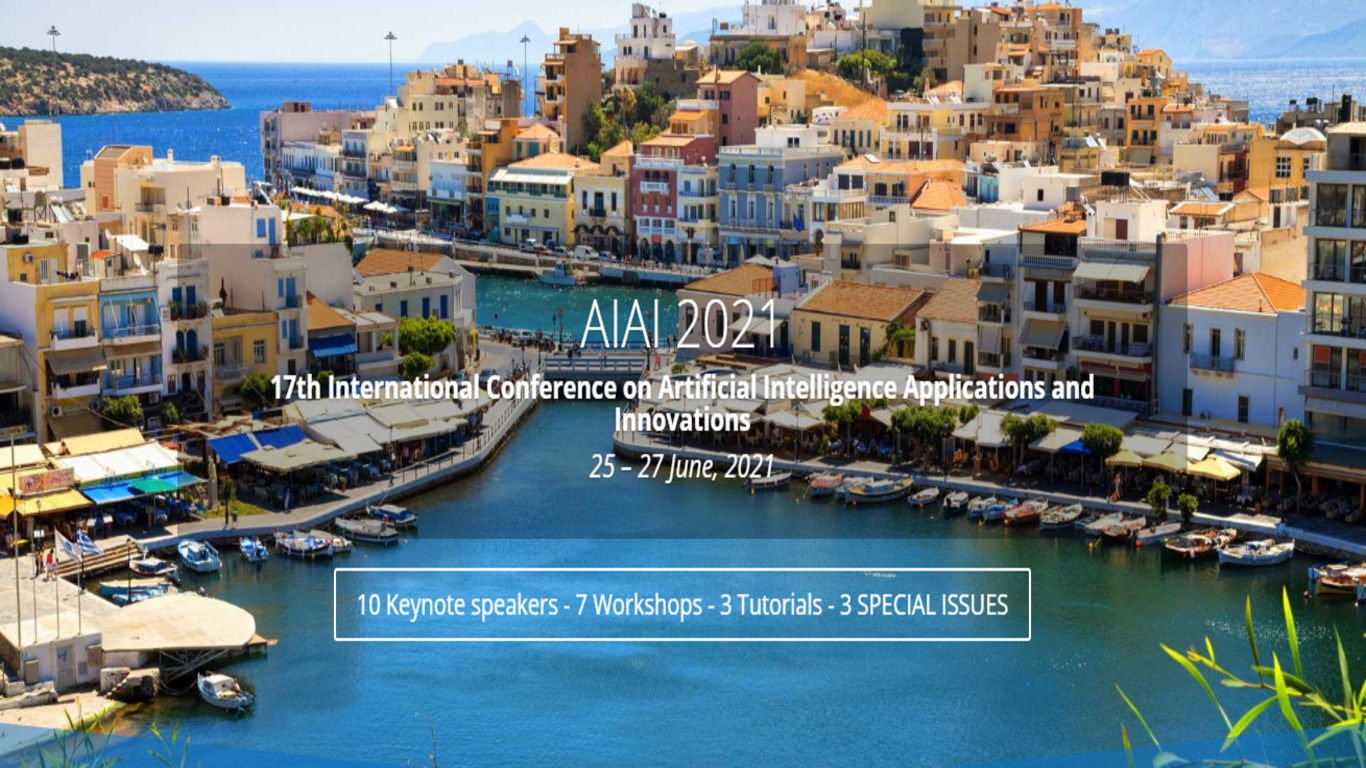 AIAI 2021
17th International Conference on Artificial Intelligence Applications and
Innovations
25 – 27 June, 2021
10 Keynote speakers - 7 Workshops - 3 Tutorials - 3 SPECIAL ISSUES